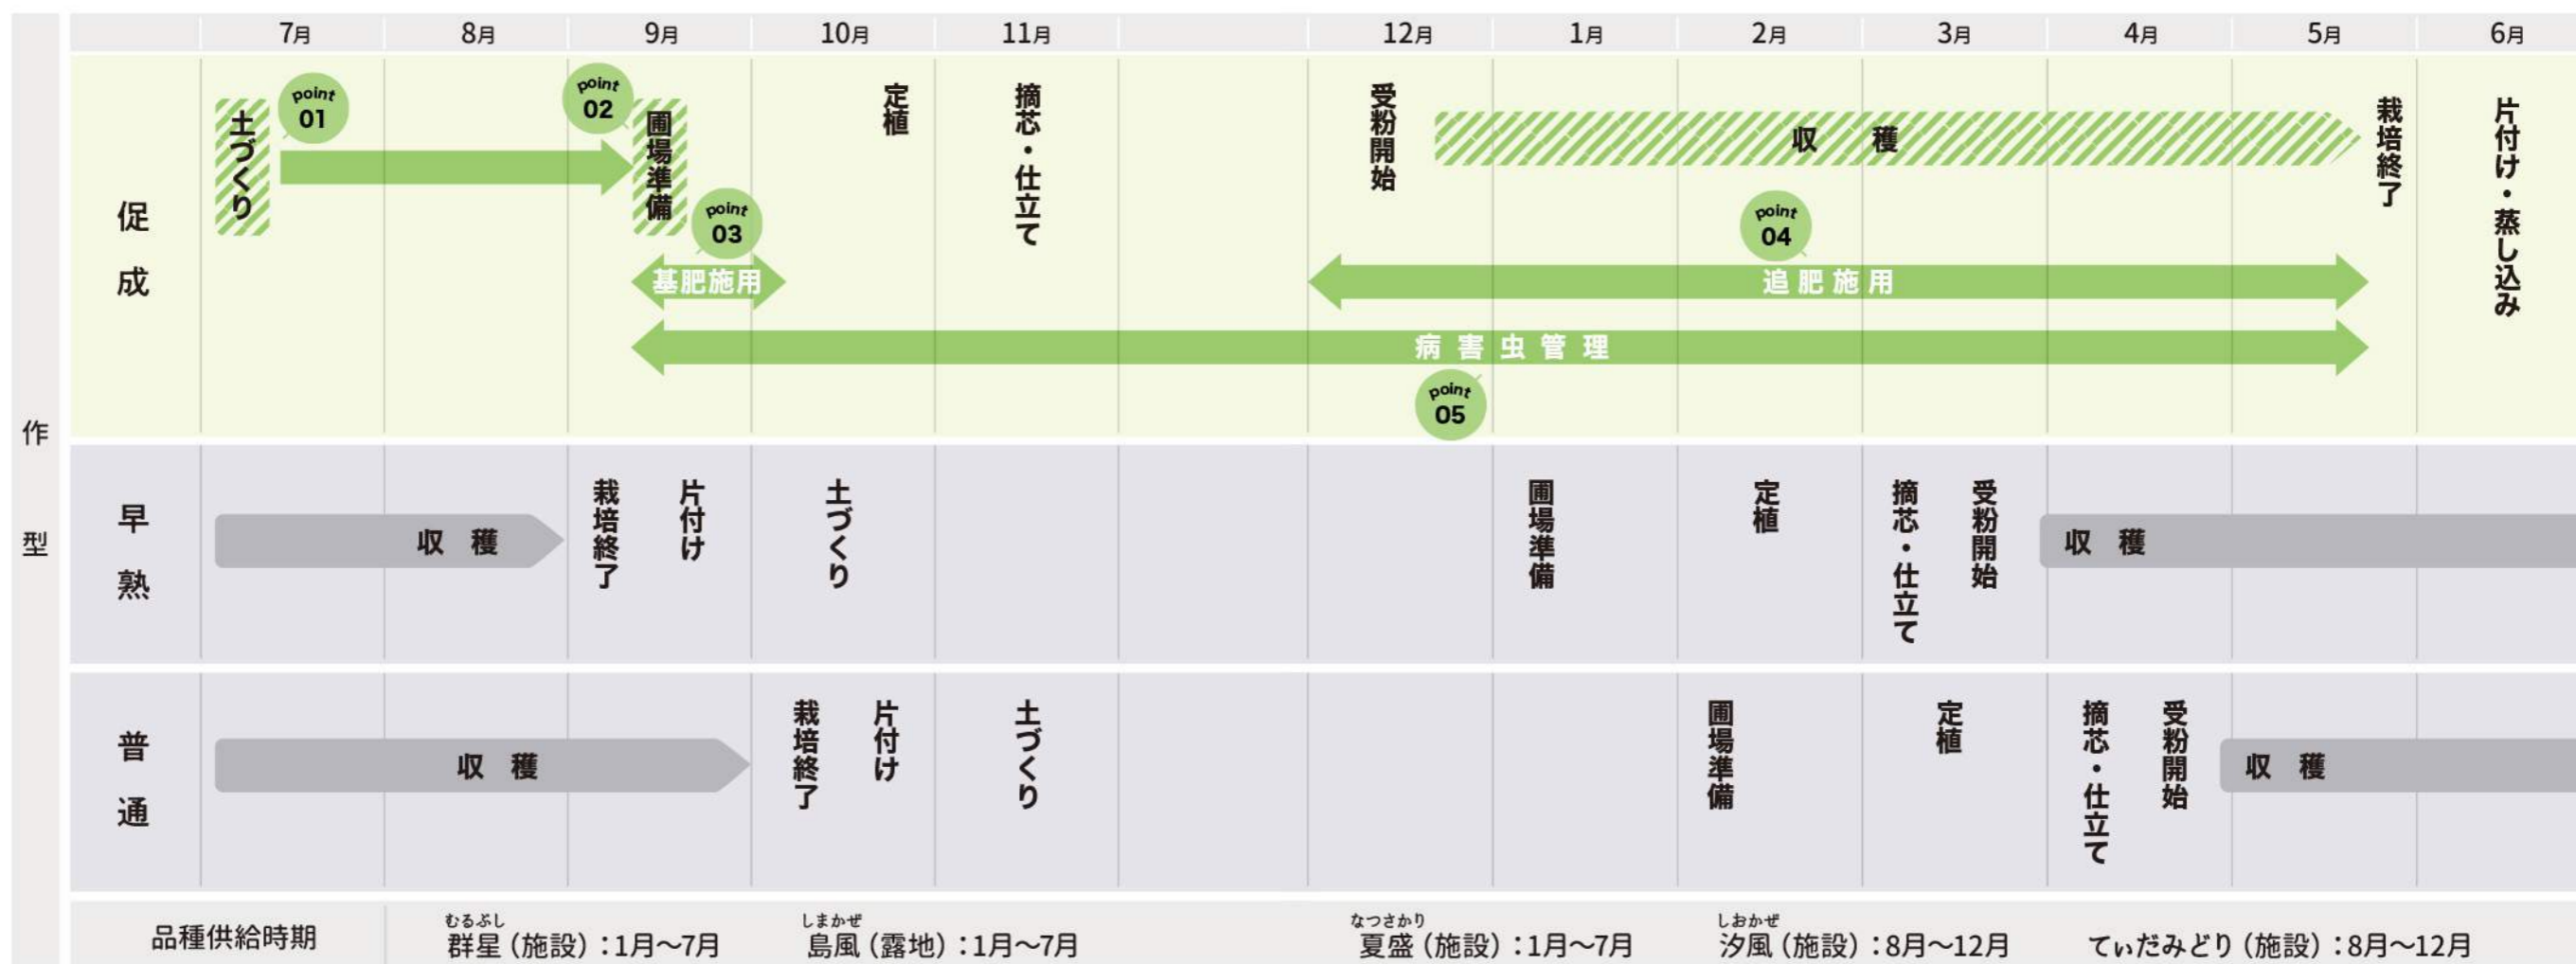 7月 8月 9月 10月 11月 12月 1月 2月 3月 4月 5月 6月
作型
促成
土づくり
point 01
point 02
圃場準備
point 03
定植
摘芯・仕立て
受粉開始
収穫
栽培終了
片付け・蒸し込み
基肥施用
point 04
追肥施用
病害虫管理
point 05
早熟
収穫
栽培終了
片付け
土づくり
圃場準備
定植
摘芯・仕立て
受粉開始
収穫
普通
収穫
栽培終了
片付け
土づくり
圃場準備
定植
摘芯・仕立て
受粉開始
収穫
むるぶし しまかぜ なつさかり しおかぜ
品種供給時期 群星（施設）：1月〜7月 島風（露地）：1月〜7月 夏盛（施設）：1月〜7月 汐風（施設）：8月〜12月 てぃだみどり（施設）：8月〜12月